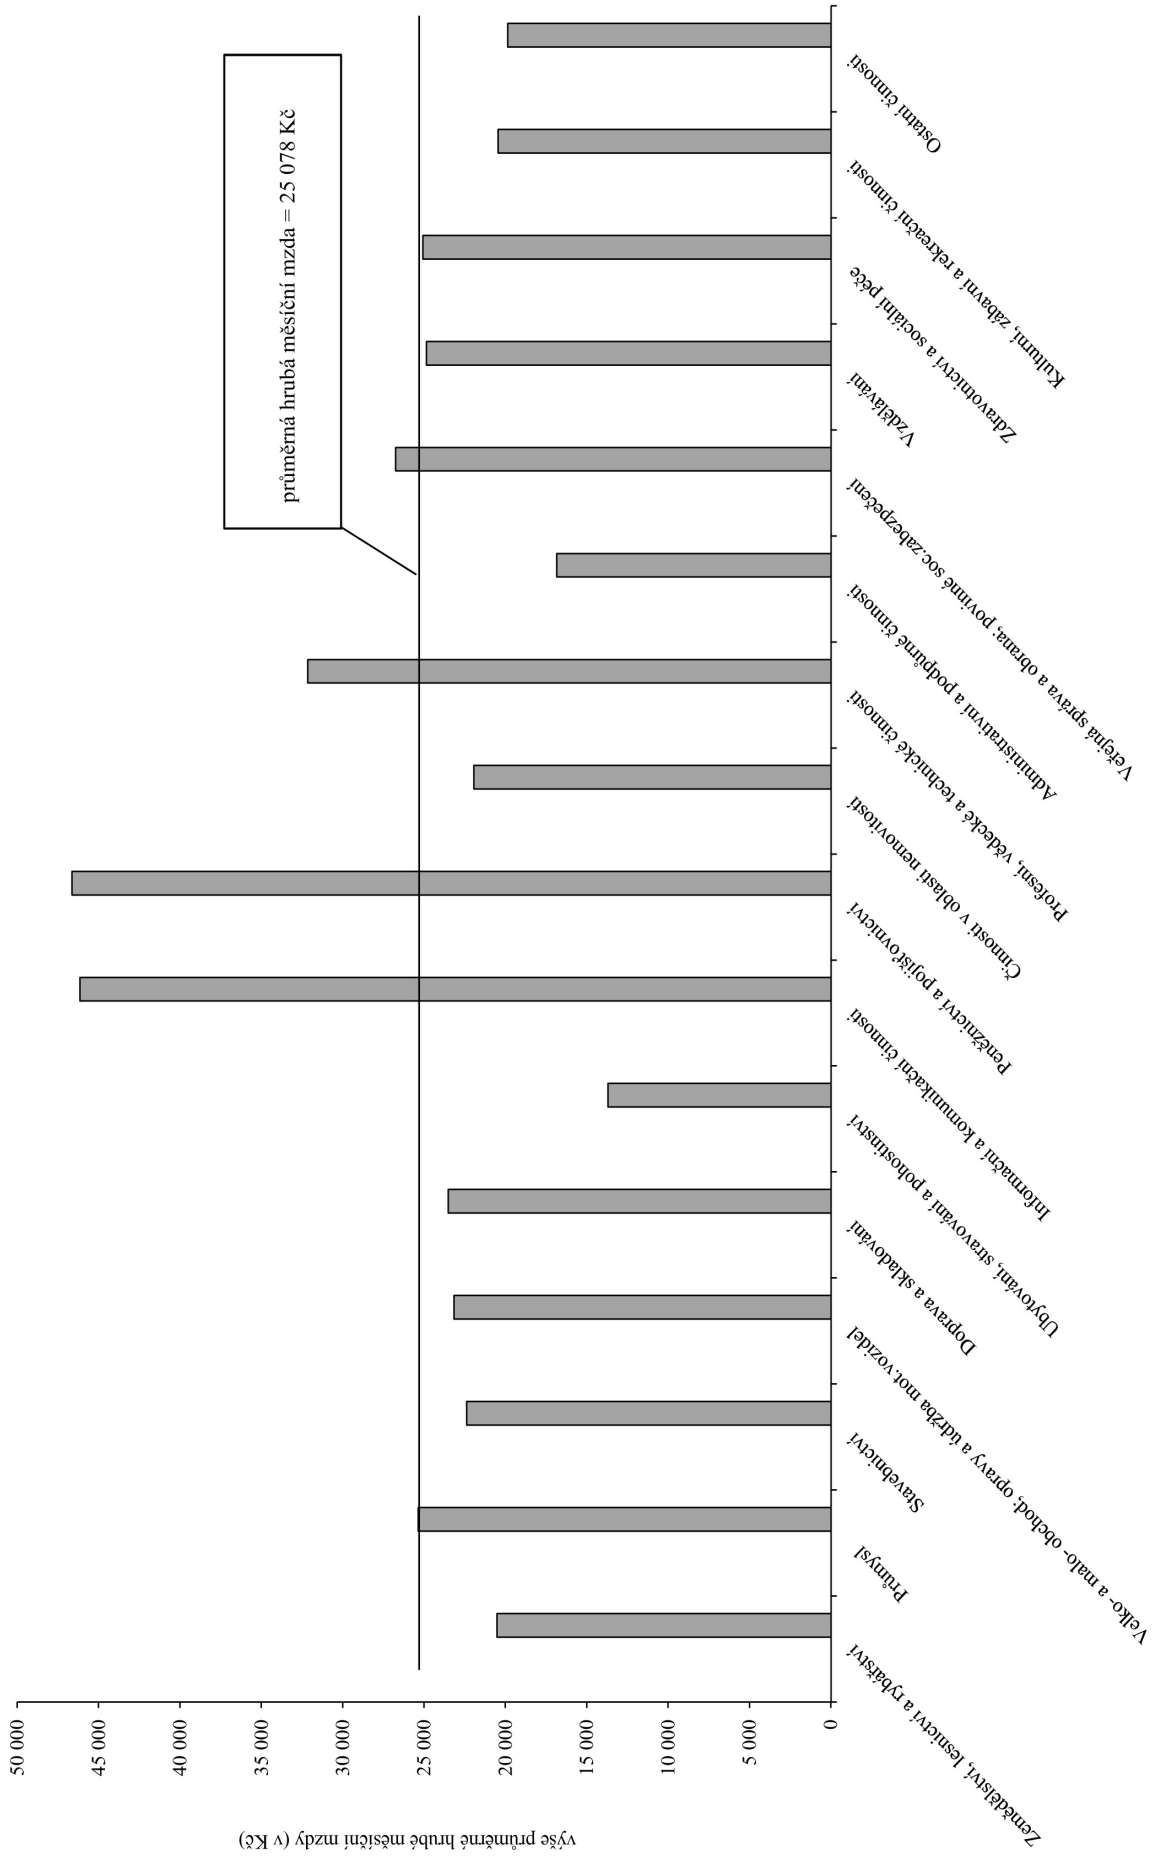 průměrná hrubá měsíční mzda = 25 078 Kč
výše průměrné hrubé měsíční mzdy (v Kč)
50 000
45 000
40 000
35 000
30 000
25 000
20 000
15 000
10 000
5 000
0
Zemědělství, lesnictví a rybářství
Průmysl
Stavebnictví
Velko- a malo- obchod; opravy a údržba mot.vozidel
Doprava a skladování
Ubytování, stravování a pohostinství
Informační a komunikační činnosti
Peněžnictví a pojišťovnictví
Činnosti v oblasti nemovitostí
Profesní, vědecké a technické činnosti
Administrativní a podpůrné činnosti
Veřejná správa a obrana; povinné soc.zabezpečení
Vzdělávání
Zdravotnictví a sociální péče
Kulturní, zábavní a rekreační činnosti
Ostatní činnosti